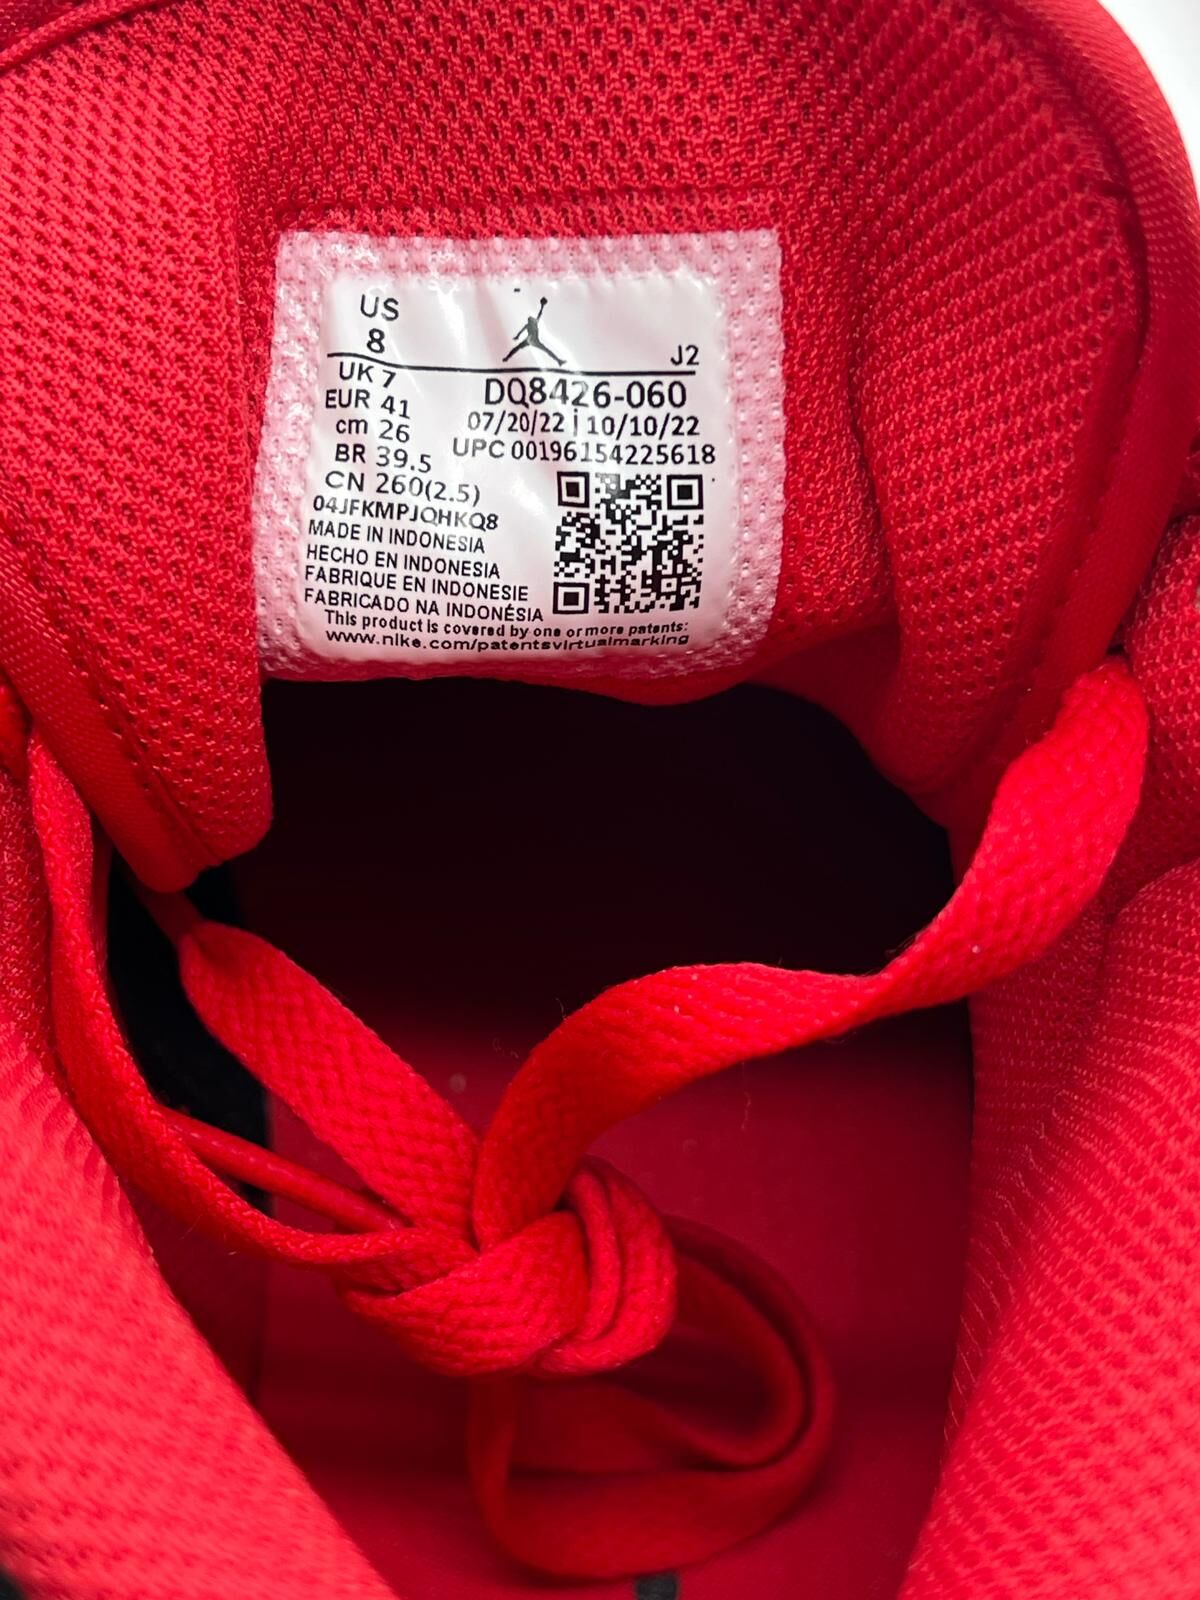 US
8
J2
UK 7
DQ8426-060
EUR 41
07/20/22 | 10/10/22
cm 26
UPC 00196154225618
BR 39.5
CN 260(2.5)
04JFKMPJQHKQ8
MADE IN INDONESIA
HECHO EN INDONESIA
FABRIQUE EN INDONESIE
FABRICADO NA INDONÉSIA
This product is covered by one or more patents:
www.nike.com/patentsvirtualmarking